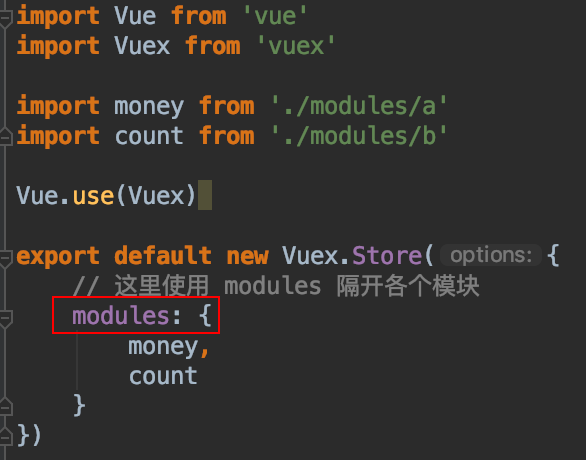 import Vue from 'vue'
import Vuex from 'vuex'
import money from './modules/a'
import count from './modules/b'
Vue.use(Vuex)
export default new Vuex.Store( options: {
// 这里使用 modules 隔开各个模块
modules: {
money,
count
}
})